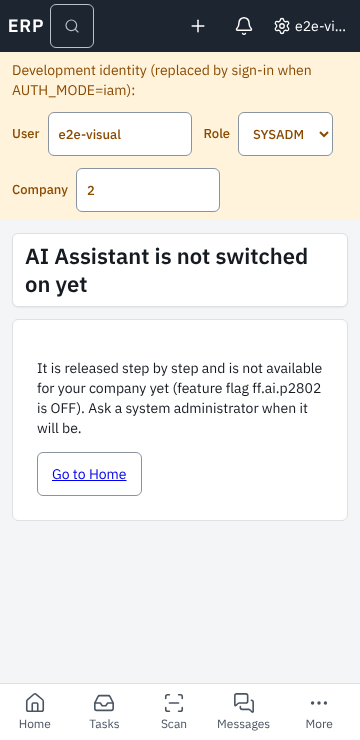 ERP
e2e-vi...
Development identity (replaced by sign-in when
AUTH_MODE=iam):
User e2e-visual Role SYSADM
Company 2
AI Assistant is not switched
on yet
It is released step by step and is not available
for your company yet (feature flag ff.ai.p2802
is OFF). Ask a system administrator when it
will be.
Go to Home
Home Tasks Scan Messages More